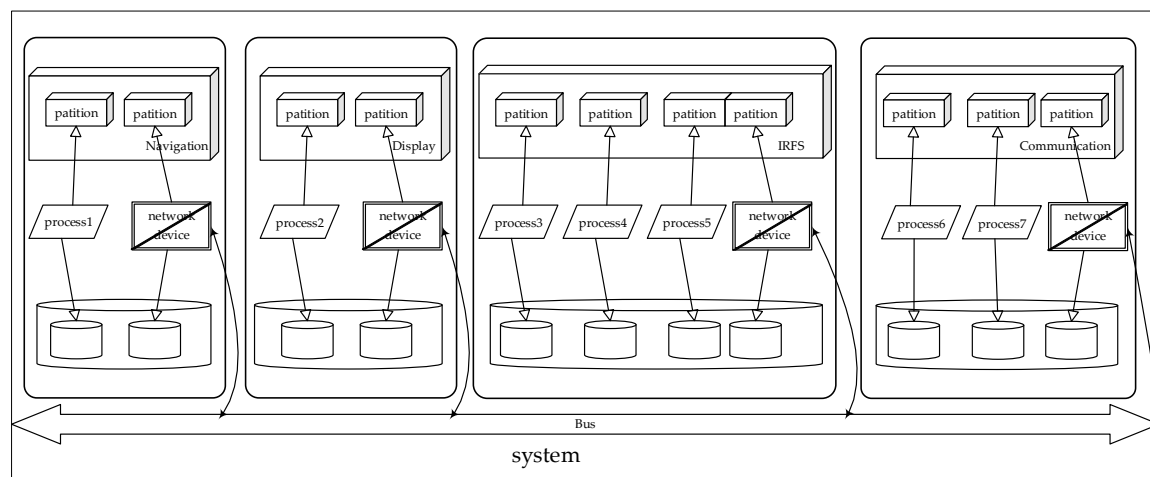 patition patition patition patition patition patition patition patition patition patition patition
Navigation Display IRFS Communication
process1 network device process2 network device process3 process4 process5 network device process6 process7 network device
Bus
system